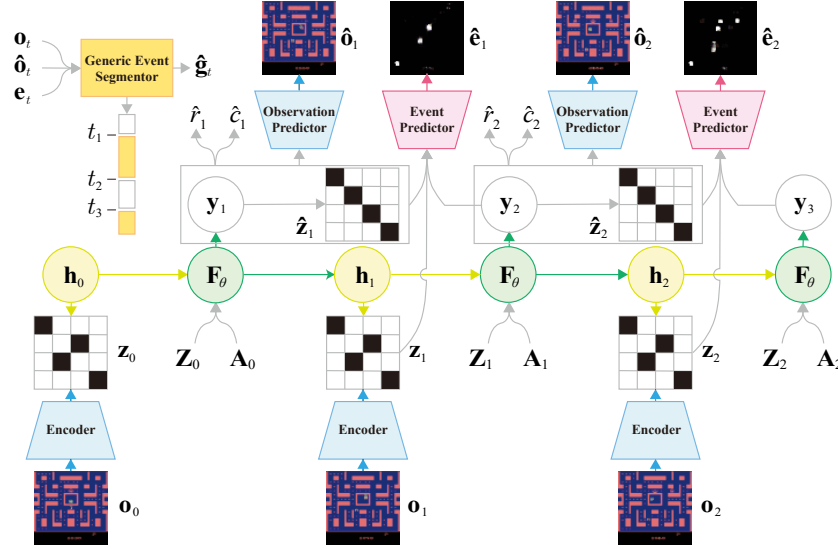 o_t
ô_t
e_t
Generic Event
Segmentor
ĝ_t
t_1
t_2
t_3
ô_1
ê_1
ô_2
ê_2
r̂_1
ĉ_1
Observation
Predictor
Event
Predictor
r̂_2
ĉ_2
Observation
Predictor
Event
Predictor
y_1
ẑ_1
y_2
ẑ_2
y_3
h_0
F_θ
h_1
F_θ
h_2
F_θ
z_0
Z_0
A_0
z_1
Z_1
A_1
z_2
Z_2
A_2
Encoder
Encoder
Encoder
o_0
o_1
o_2